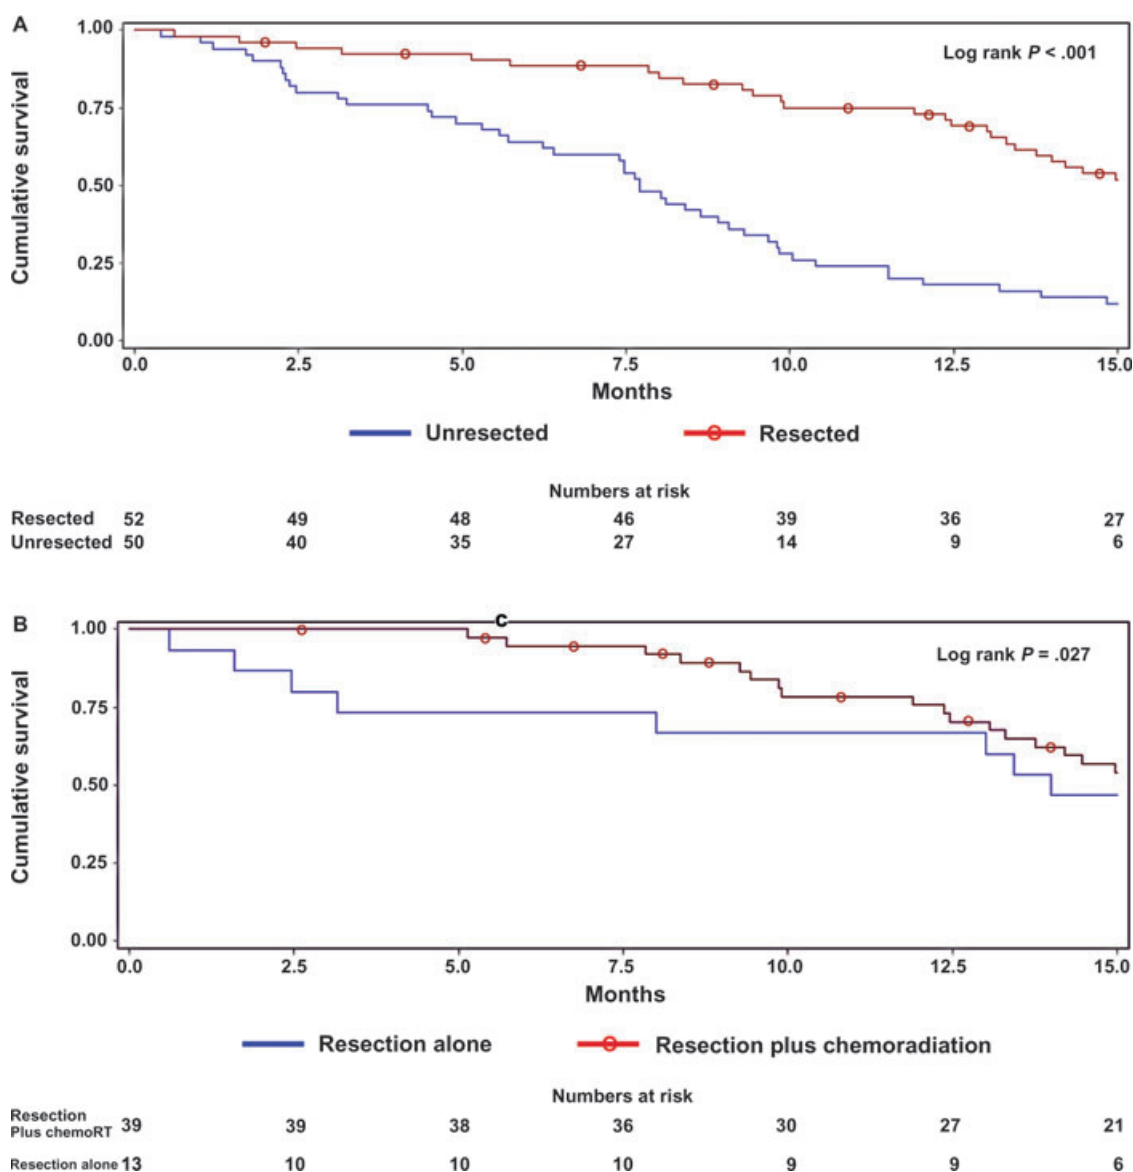 A
1.00
Log rank P < .001
0.75
Cumulative survival
0.50
0.25
0.00
0.0 2.5 5.0 7.5 10.0 12.5 15.0
Months
Unresected Resected
Numbers at risk
Resected 52 49 48 46 39 36 27
Unresected 50 40 35 27 14 9 6
B
C
1.00
Log rank P = .027
0.75
Cumulative survival
0.50
0.25
0.00
0.0 2.5 5.0 7.5 10.0 12.5 15.0
Months
Resection alone Resection plus chemoradiation
Numbers at risk
Resection
Plus chemoRT 39 39 38 36 30 27 21
Resection alone 13 10 10 10 9 9 6